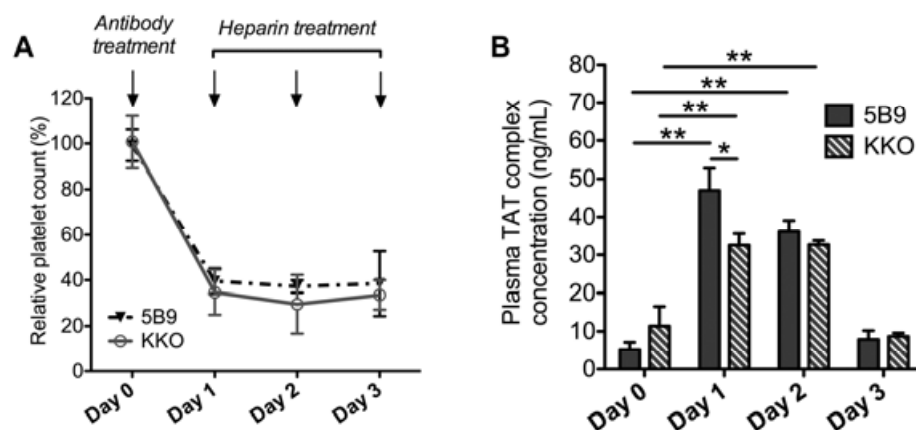 A
Antibody
treatment
Heparin treatment
Relative platelet count (%)
120
100
80
60
40
20
0
5B9
KKO
Day 0
Day 1
Day 2
Day 3
B
Plasma TAT complex
concentration (ng/mL)
80
70
60
50
40
30
20
10
0
**
**
**
**
*
5B9
KKO
Day 0
Day 1
Day 2
Day 3